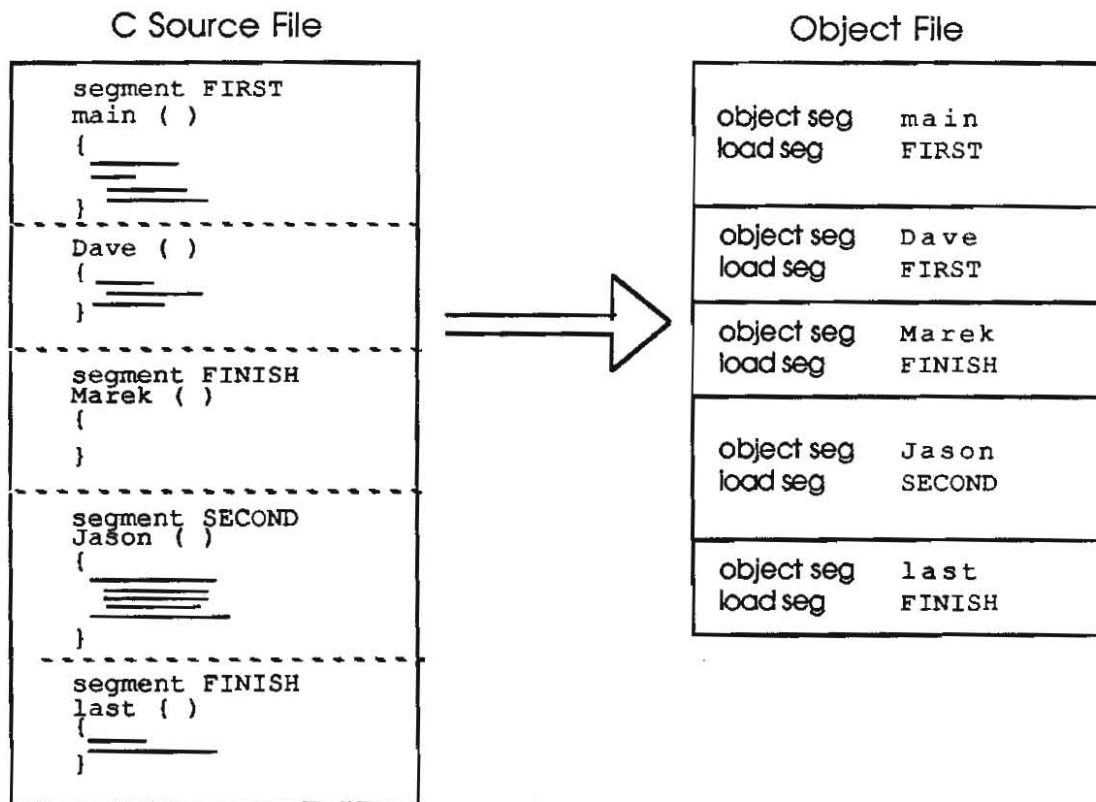 C Source File
segment FIRST
main ( )
{
}
Dave ( )
{
}
segment FINISH
Marek ( )
{
}
segment SECOND
Jason ( )
{
}
segment FINISH
last ( )
{
}
Object File
object seg main
load seg FIRST
object seg Dave
load seg FIRST
object seg Marek
load seg FINISH
object seg Jason
load seg SECOND
object seg last
load seg FINISH